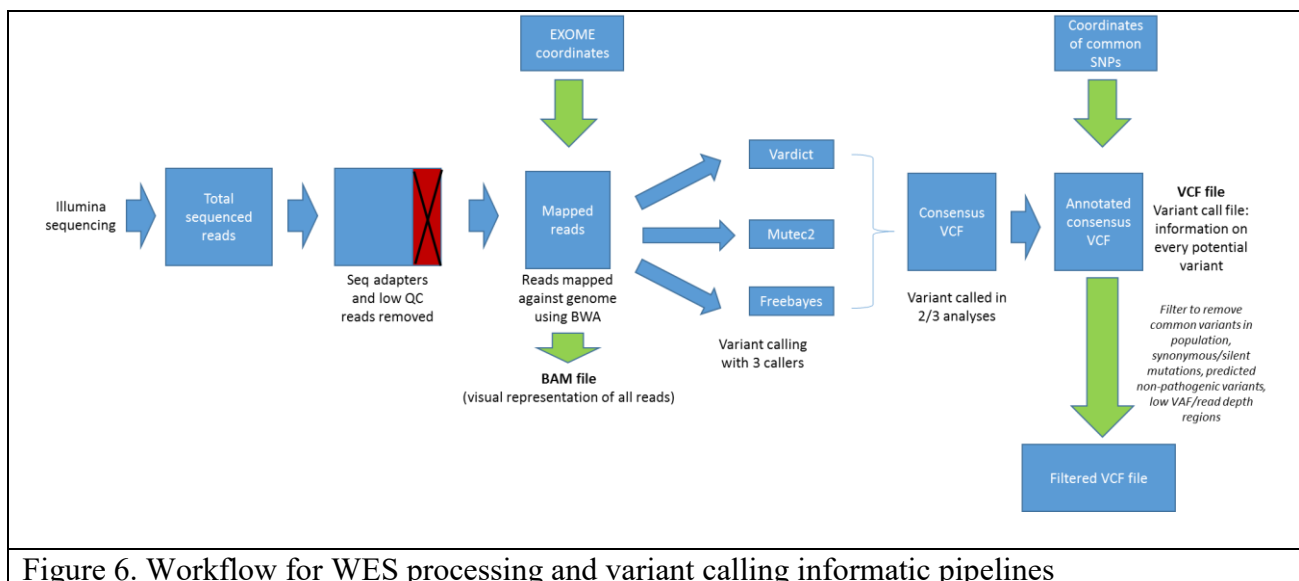 EXOME
coordinates
Coordinates
of common
SNPs
Illumina
sequencing
Total
sequenced
reads
Seq adapters
and low QC
reads removed
Mapped
reads
Reads mapped
against genome
using BWA
BAM file
(visual representation of all reads)
Vardict
Mutec2
Freebayes
Variant calling
with 3 callers
Consensus
VCF
Variant called in
2/3 analyses
Annotated
consensus
VCF
VCF file
Variant call file:
information on
every potential
variant
Filter to remove
common variants in
population,
synonymous/silent
mutations, predicted
non-pathogenic variants,
low VAF/read depth
regions
Filtered VCF file
Figure 6. Workflow for WES processing and variant calling informatic pipelines